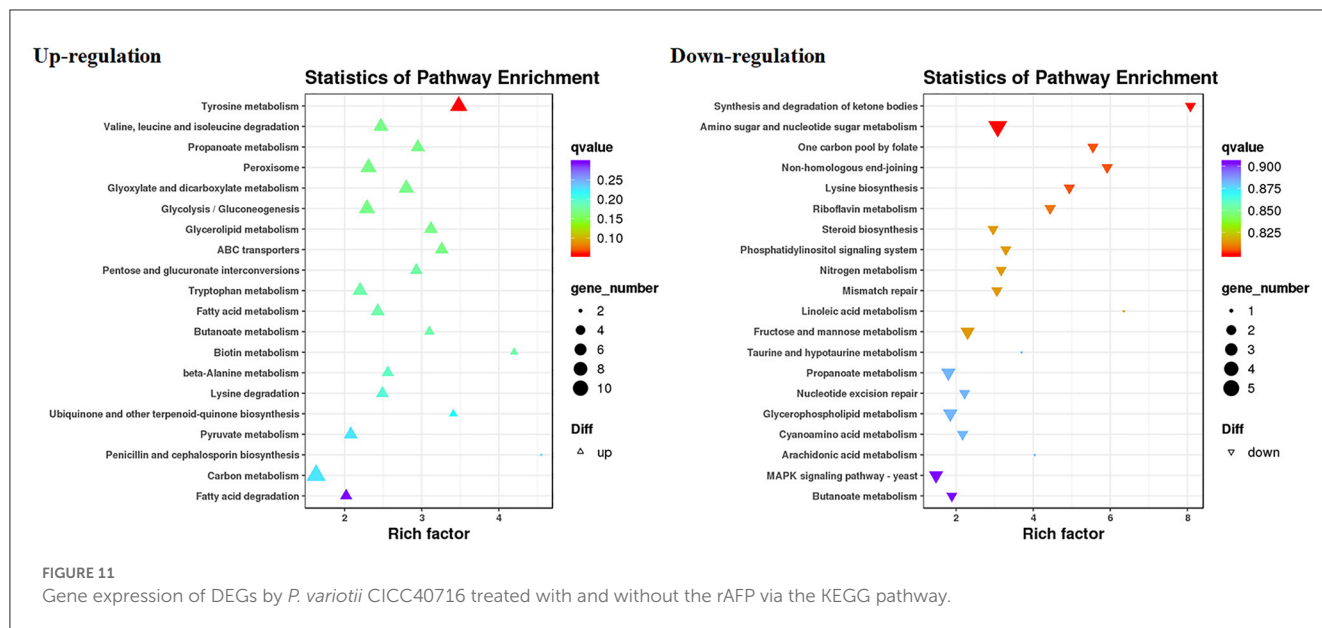 Up-regulation
Statistics of Pathway Enrichment
Tyrosine metabolism
Valine, leucine and isoleucine degradation
Propanoate metabolism
Peroxisome
Glyoxylate and dicarboxylate metabolism
Glycolysis / Gluconeogenesis
Glycerolipid metabolism
ABC transporters
Pentose and glucuronate interconversions
Tryptophan metabolism
Fatty acid metabolism
Butanoate metabolism
Biotin metabolism
beta-Alanine metabolism
Lysine degradation
Ubiquinone and other terpenoid-quinone biosynthesis
Pyruvate metabolism
Penicillin and cephalosporin biosynthesis
Carbon metabolism
Fatty acid degradation
2 3 4
Rich factor
qvalue
0.25
0.20
0.15
0.10
gene_number
2
4
6
8
10
Diff
up
Down-regulation
Statistics of Pathway Enrichment
Synthesis and degradation of ketone bodies
Amino sugar and nucleotide sugar metabolism
One carbon pool by folate
Non-homologous end-joining
Lysine biosynthesis
Riboflavin metabolism
Steroid biosynthesis
Phosphatidylinositol signaling system
Nitrogen metabolism
Mismatch repair
Linoleic acid metabolism
Fructose and mannose metabolism
Taurine and hypotaurine metabolism
Propanoate metabolism
Nucleotide excision repair
Glycerophospholipid metabolism
Cyanoamino acid metabolism
Arachidonic acid metabolism
MAPK signaling pathway - yeast
Butanoate metabolism
2 4 6 8
Rich factor
qvalue
0.900
0.875
0.850
0.825
gene_number
1
2
3
4
5
Diff
down
FIGURE 11
Gene expression of DEGs by P. variotii CICC40716 treated with and without the rAFP via the KEGG pathway.